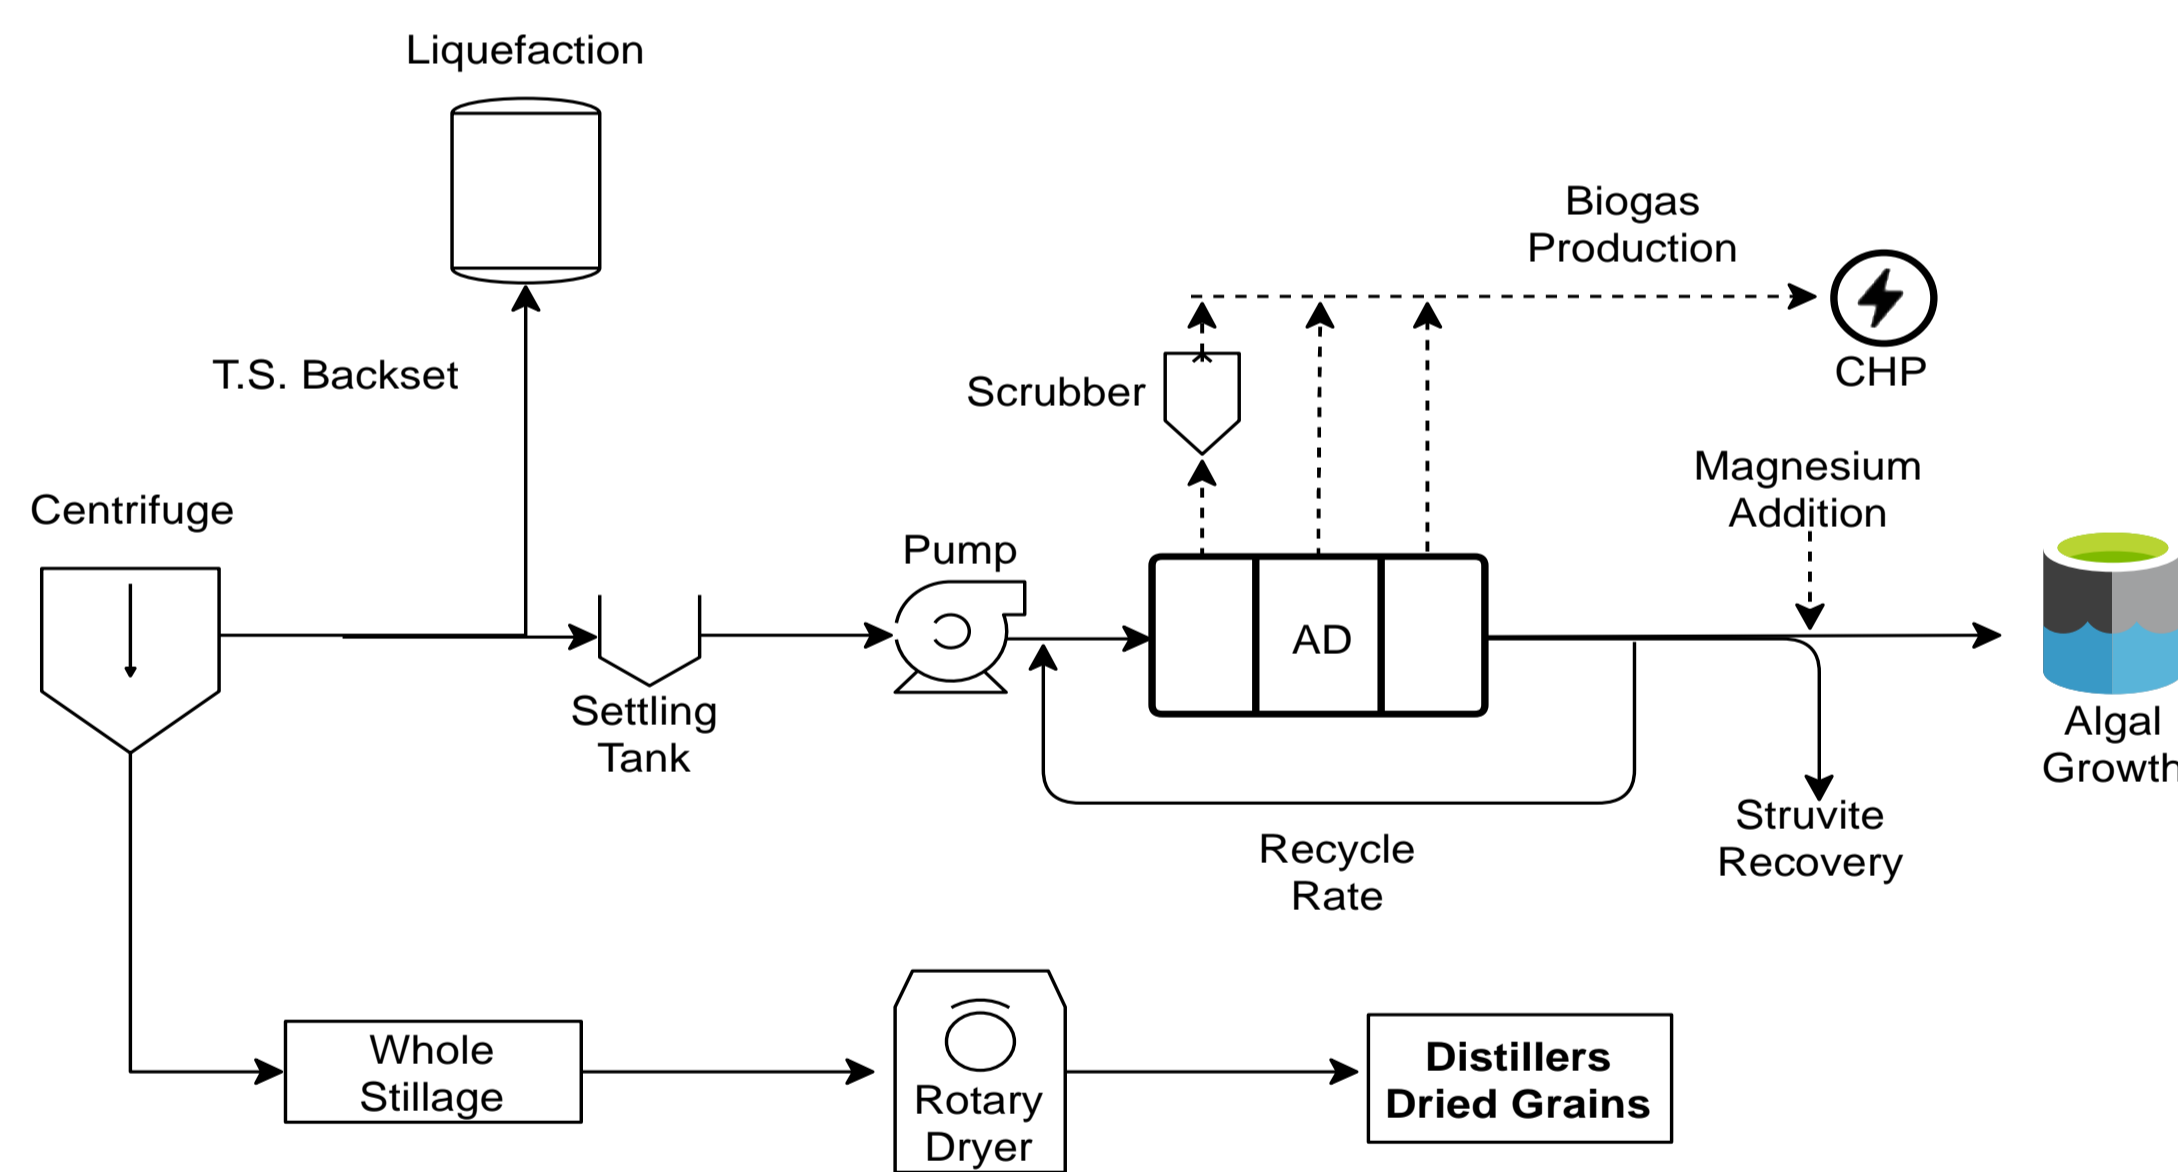 Liquefaction
Biogas
Production
T.S. Backset
Scrubber
CHP
Magnesium
Addition
Centrifuge
Pump
AD
Settling
Tank
Algal
Growth
Struvite
Recovery
Recycle
Rate
Whole
Stillage
Rotary
Dryer
Distillers
Dried Grains